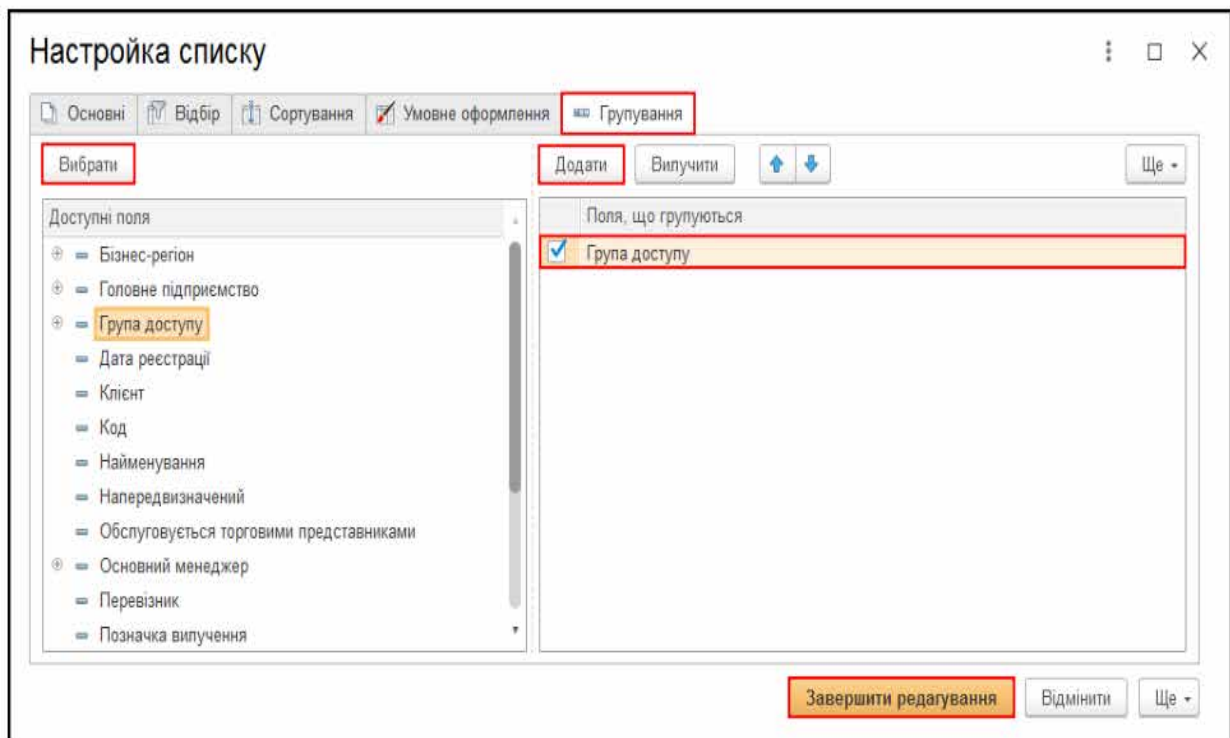 Настройка списку
Основні Відбір Сортування Умовне оформлення Групування
Вибрати Додати Вилучити Ще
Доступні поля Поля, що групуються
Бізнес-регіон Група доступу
Головне підприємство
Група доступу
Дата реєстрації
Клієнт
Код
Найменування
Напередвизначений
Обслуговується торговими представниками
Основний менеджер
Перевізник
Позначка вилучення
Завершити редагування Відмінити Ще